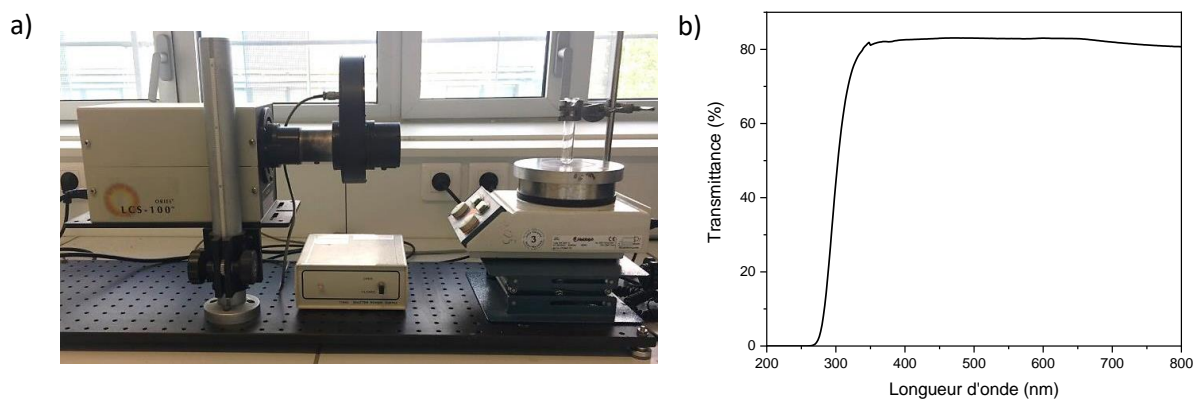 a)
ORIEL
LCS-100™
3
b)
Transmittance (%)
80
60
40
20
0
200 300 400 500 600 700 800
Longueur d'onde (nm)